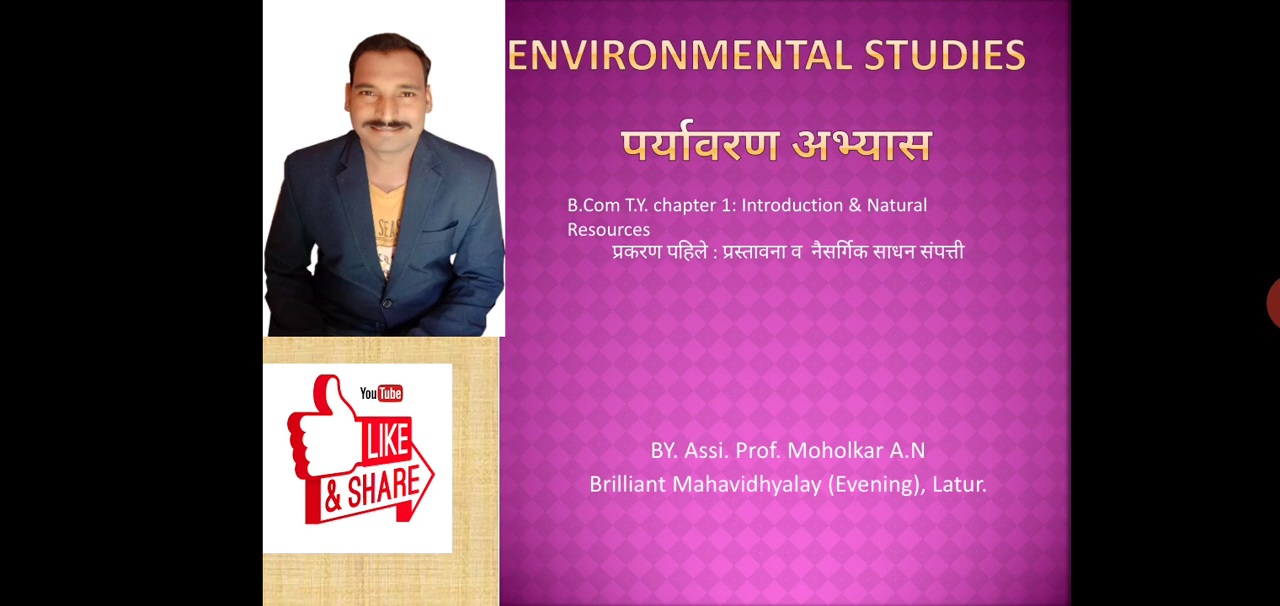 ENVIRONMENTAL STUDIES
पर्यावरण अभ्यास
B.Com T.Y. chapter 1: Introduction & Natural
Resources
प्रकरण पहिले : प्रस्तावना व नैसर्गिक साधन संपत्ती
YouTube
LIKE
& SHARE
BY. Assi. Prof. Moholkar A.N
Brilliant Mahavidhyalay (Evening), Latur.